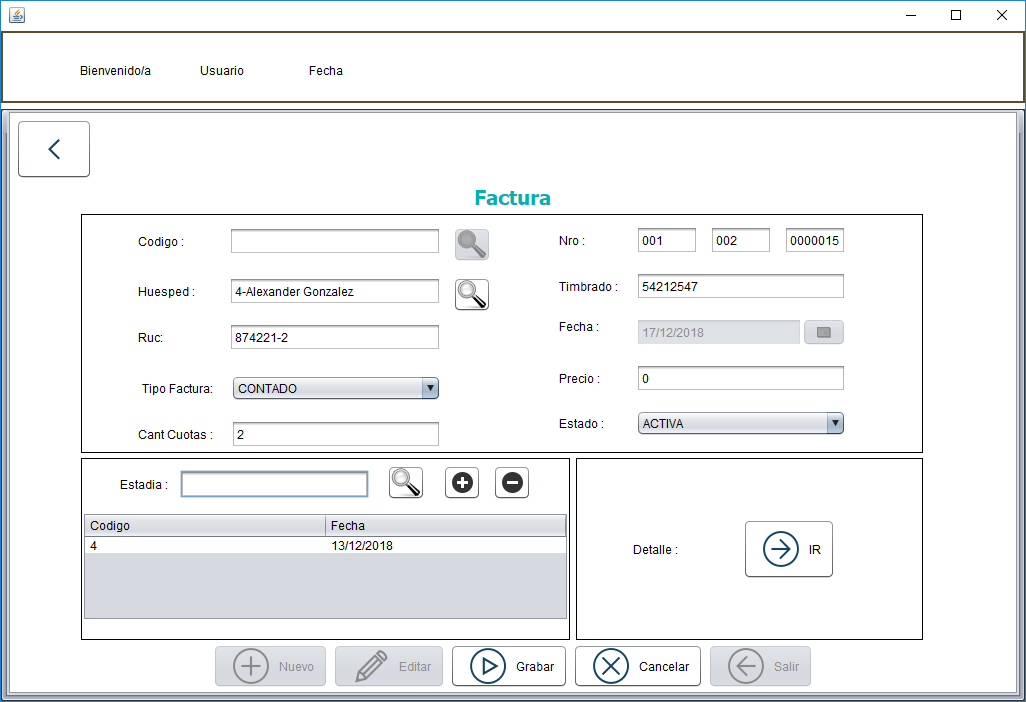 Bienvenido/a Usuario Fecha
Factura
Codigo :
Nro : 001 002 0000015
Huesped : 4-Alexander Gonzalez
Timbrado : 54212547
Ruc: 874221-2
Fecha : 17/12/2018
Tipo Factura: CONTADO
Precio : 0
Cant Cuotas : 2
Estado : ACTIVA
Estadia :
Codigo Fecha
4 13/12/2018
Detalle : IR
Nuevo Editar Grabar Cancelar Salir